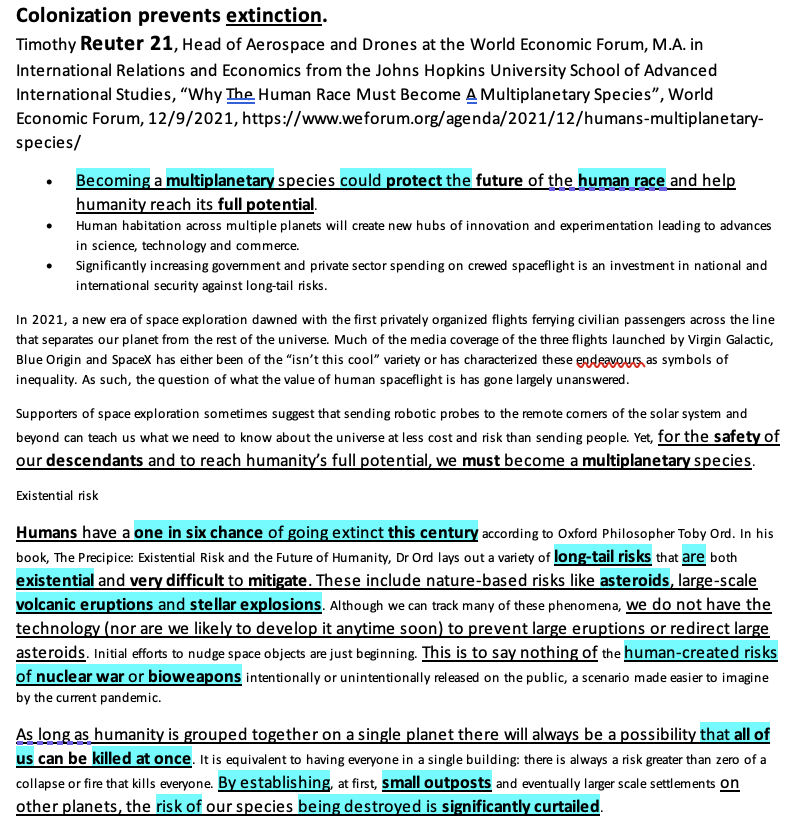 Colonization prevents extinction.
Timothy Reuter 21, Head of Aerospace and Drones at the World Economic Forum, M.A. in
International Relations and Economics from the Johns Hopkins University School of Advanced
International Studies, “Why The Human Race Must Become A Multiplanetary Species”, World
Economic Forum, 12/9/2021, https://www.weforum.org/agenda/2021/12/humans-multiplanetary-
species/
• Becoming a multiplanetary species could protect the future of the human race and help
humanity reach its full potential.
• Human habitation across multiple planets will create new hubs of innovation and experimentation leading to advances
in science, technology and commerce.
• Significantly increasing government and private sector spending on crewed spaceflight is an investment in national and
international security against long-tail risks.
In 2021, a new era of space exploration dawned with the first privately organized flights ferrying civilian passengers across the line
that separates our planet from the rest of the universe. Much of the media coverage of the three flights launched by Virgin Galactic,
Blue Origin and SpaceX has either been of the “isn’t this cool” variety or has characterized these endeavours as symbols of
inequality. As such, the question of what the value of human spaceflight is has gone largely unanswered.
Supporters of space exploration sometimes suggest that sending robotic probes to the remote corners of the solar system and
beyond can teach us what we need to know about the universe at less cost and risk than sending people. Yet, for the safety of
our descendants and to reach humanity’s full potential, we must become a multiplanetary species.
Existential risk
Humans have a one in six chance of going extinct this century according to Oxford Philosopher Toby Ord. In his
book, The Precipice: Existential Risk and the Future of Humanity, Dr Ord lays out a variety of long-tail risks that are both
existential and very difficult to mitigate. These include nature-based risks like asteroids, large-scale
volcanic eruptions and stellar explosions. Although we can track many of these phenomena, we do not have the
technology (nor are we likely to develop it anytime soon) to prevent large eruptions or redirect large
asteroids. Initial efforts to nudge space objects are just beginning. This is to say nothing of the human-created risks
of nuclear war or bioweapons intentionally or unintentionally released on the public, a scenario made easier to imagine
by the current pandemic.
As long as humanity is grouped together on a single planet there will always be a possibility that all of
us can be killed at once. It is equivalent to having everyone in a single building: there is always a risk greater than zero of a
collapse or fire that kills everyone. By establishing, at first, small outposts and eventually larger scale settlements on
other planets, the risk of our species being destroyed is significantly curtailed.